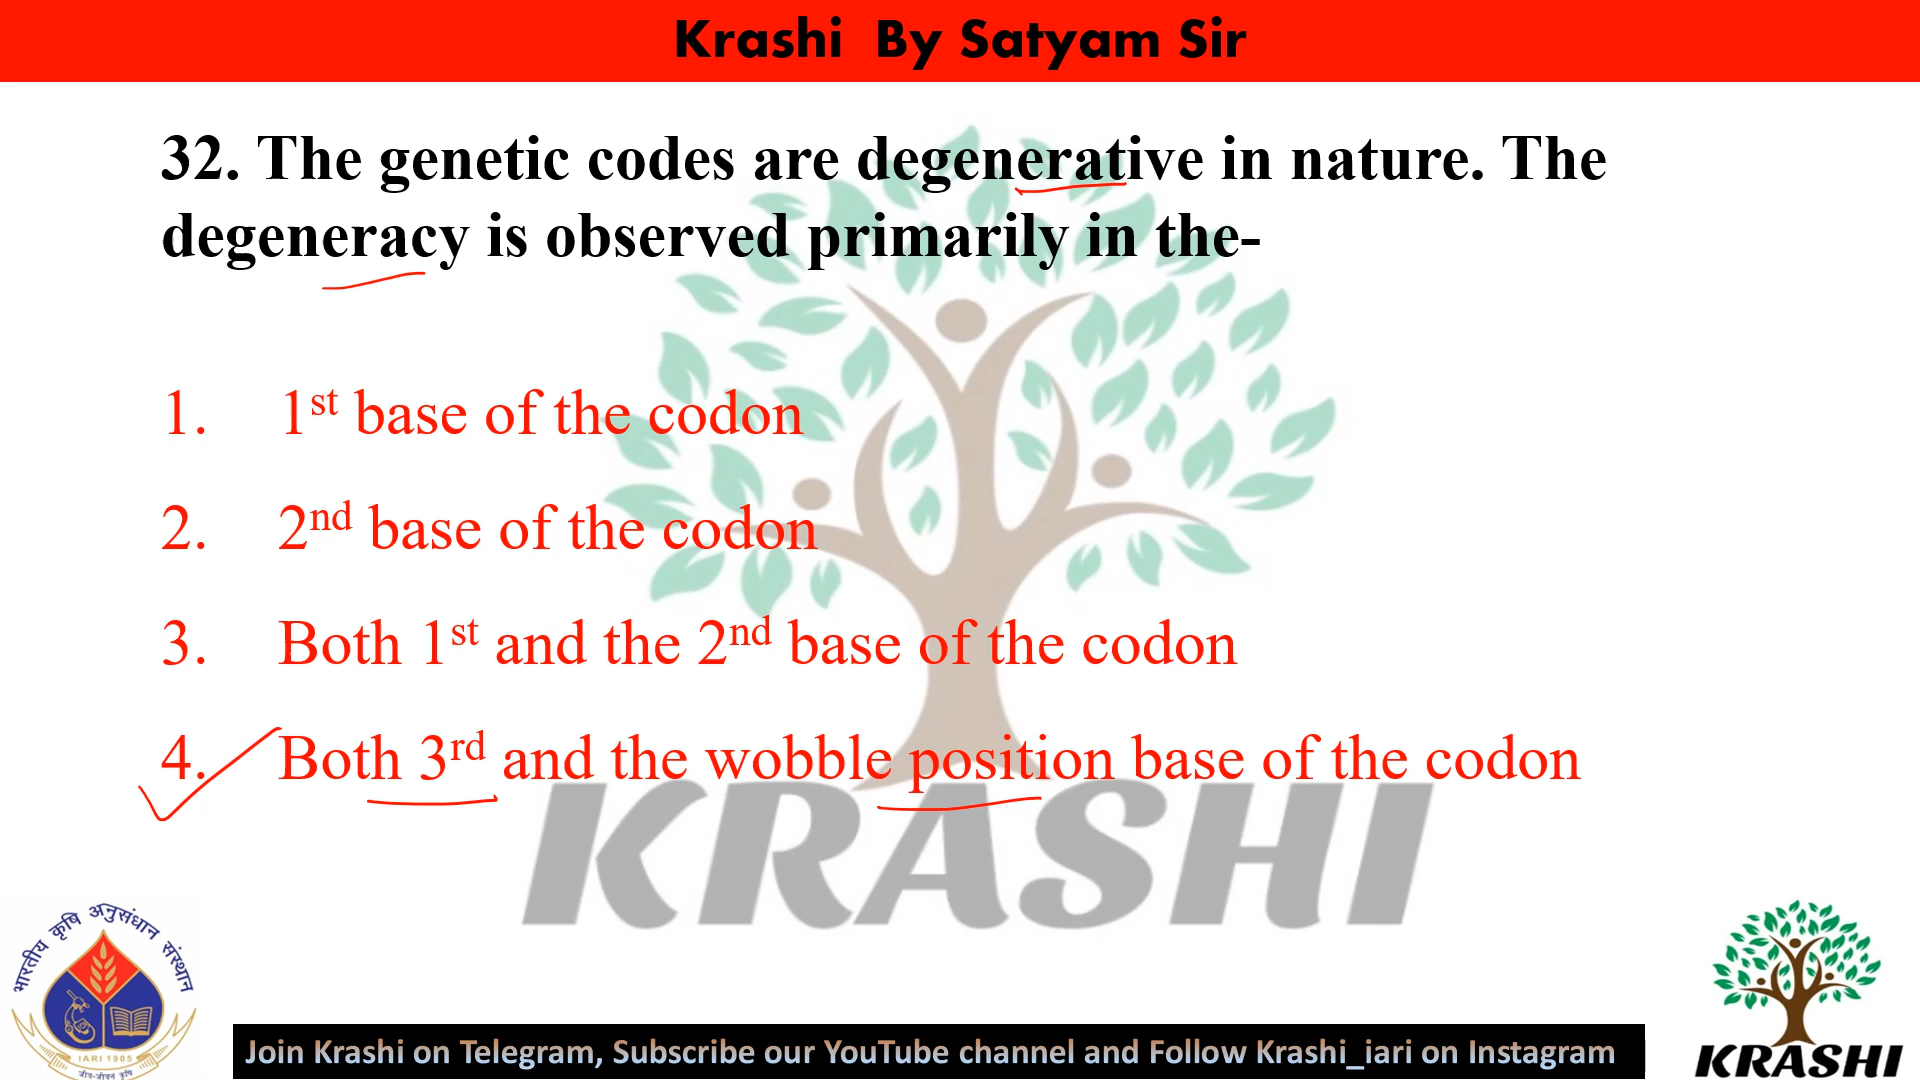 Krashi By Satyam Sir
32. The genetic codes are degenerative in nature. The
degeneracy is observed primarily in the-
1. 1st base of the codon
2. 2nd base of the codon
3. Both 1st and the 2nd base of the codon
4. Both 3rd and the wobble position base of the codon
KRASHI
भारतीय कृषि अनुसंधान संस्थान
IARI 1905
Join Krashi on Telegram, Subscribe our YouTube channel and Follow Krashi_iari on Instagram
KRASHI